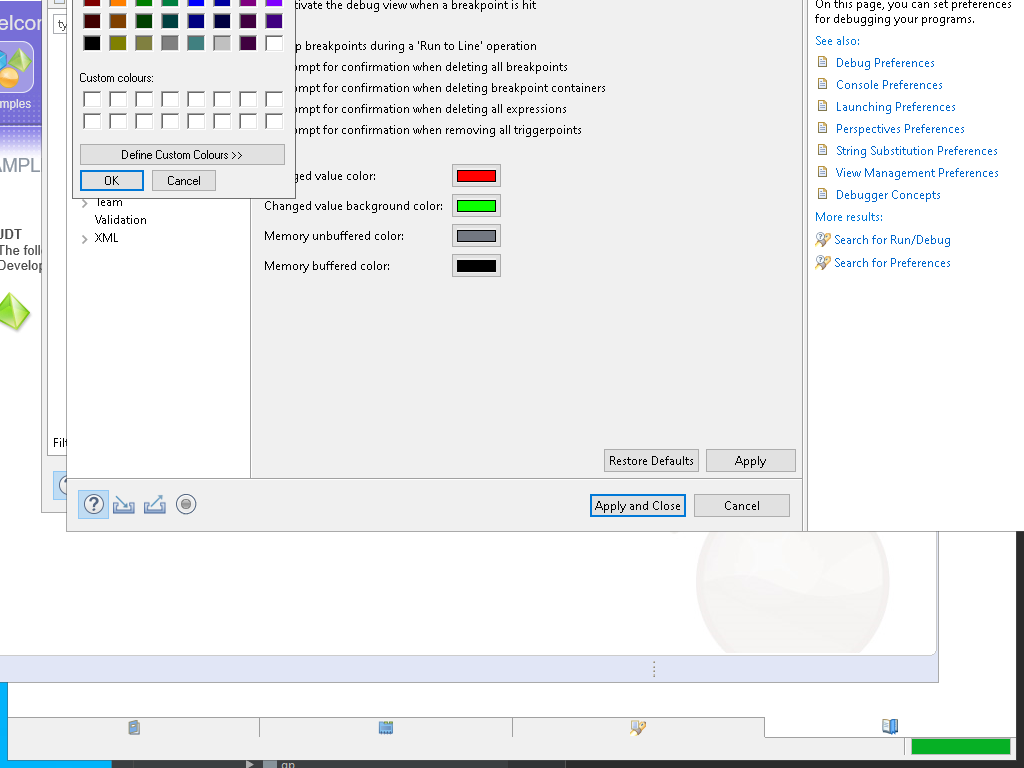 tivate the debug view when a breakpoint is hit
On this page, you can set preferences
for debugging your programs.
See also:
elcon
ty
p breakpoints during a 'Run to Line' operation
ompt for confirmation when deleting all breakpoints
ompt for confirmation when deleting breakpoint containers
ompt for confirmation when deleting all expressions
ompt for confirmation when removing all triggerpoints
Debug Preferences
Console Preferences
Launching Preferences
Perspectives Preferences
String Substitution Preferences
View Management Preferences
Debugger Concepts
More results:
Search for Run/Debug
Search for Preferences
Custom colours:
Define Custom Colours >>
OK
Cancel
mples
AMPL
ged value color:
Changed value background color:
Memory unbuffered color:
Memory buffered color:
Team
Validation
XML
JDT
The foll
Develop
Filt
Restore Defaults
Apply
Apply and Close
Cancel